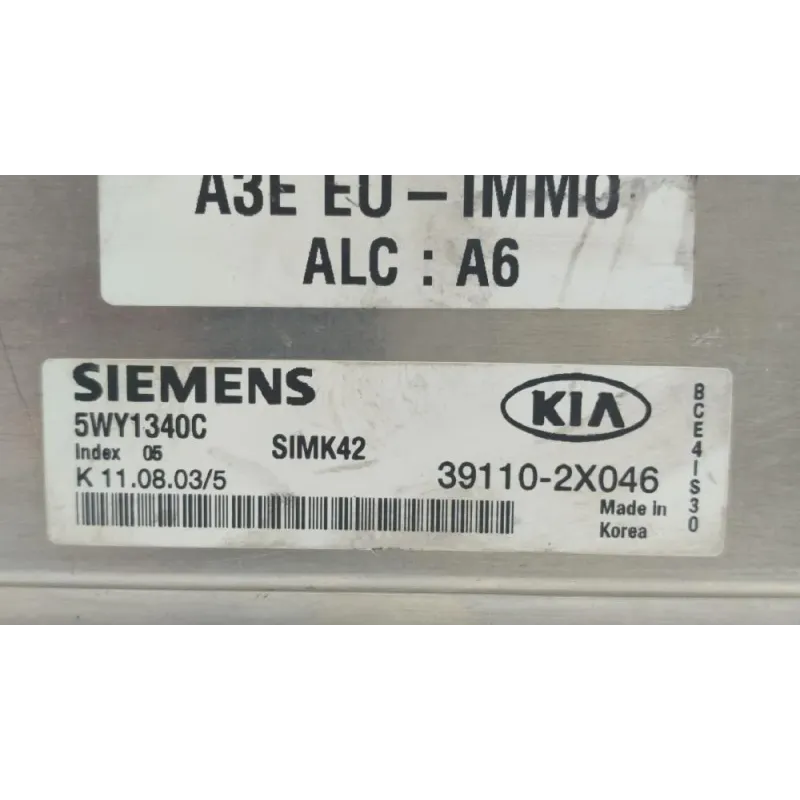 A3E EU-IMMO
ALC : A6
SIEMENS
5WY1340C
Index 05
SIMK42
K 11.08.03/5
KIA
39110-2X046
Made in
Korea
BCE4IS30